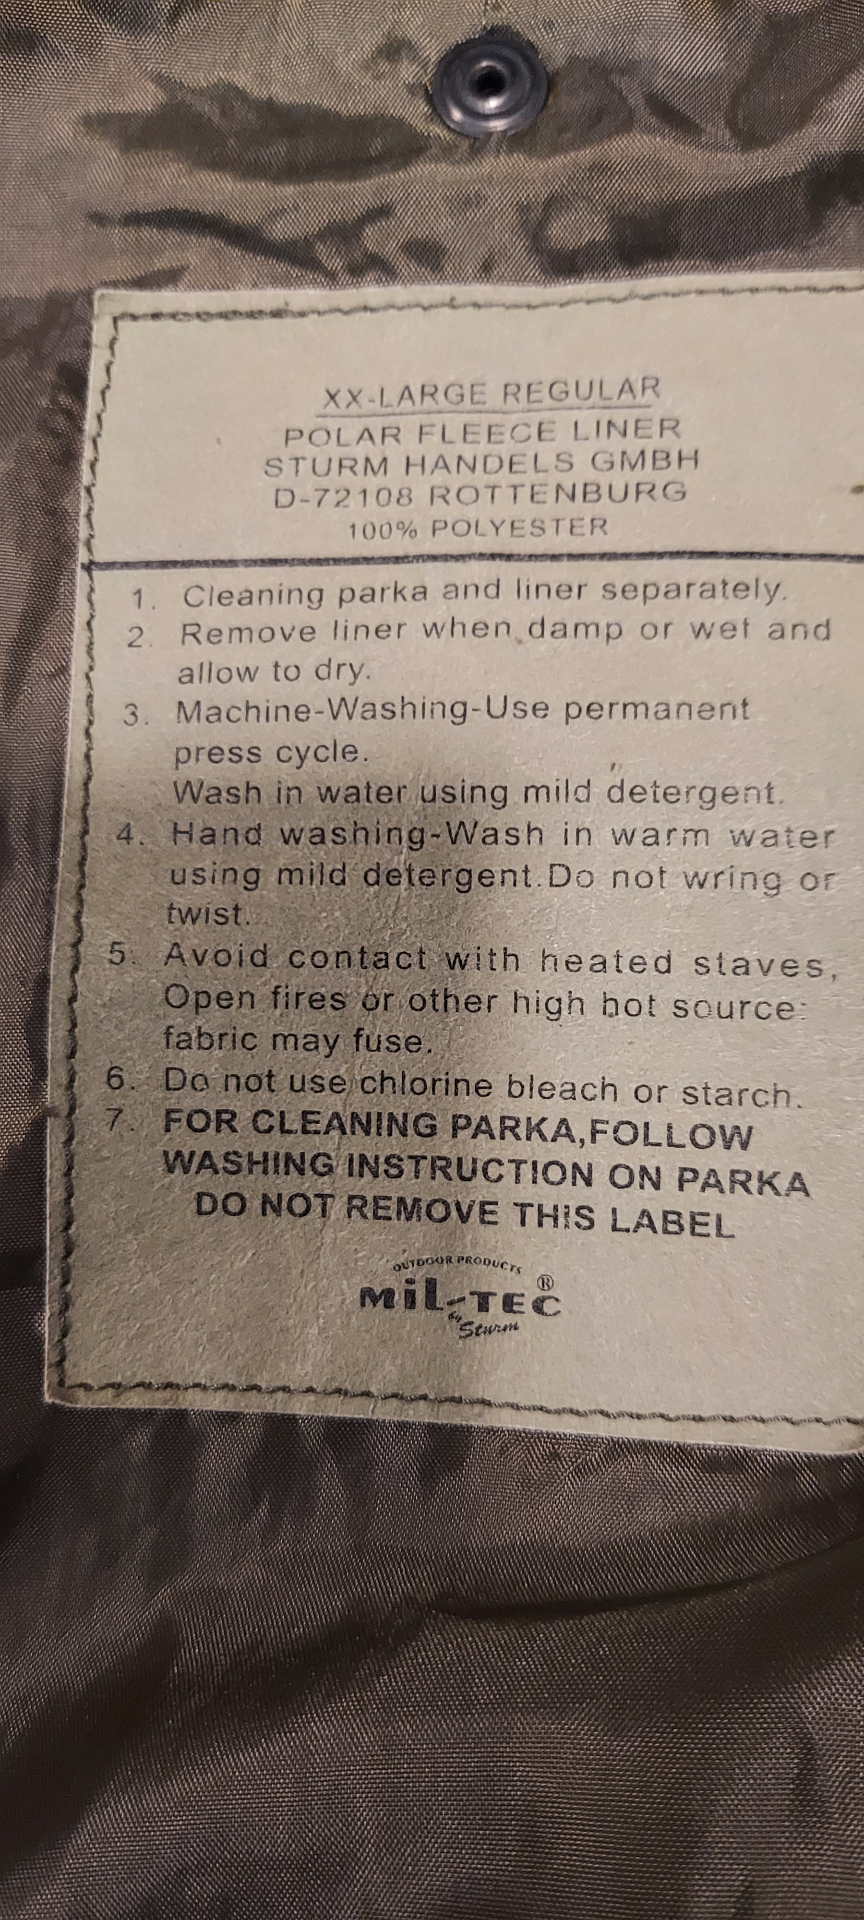 XX-LARGE REGULAR
POLAR FLEECE LINER
STURM HANDELS GMBH
D-72108 ROTTENBURG
100% POLYESTER
1. Cleaning parka and liner separately.
2. Remove liner when damp or wet and
allow to dry.
3. Machine-Washing-Use permanent
press cycle.
Wash in water using mild detergent.
4. Hand washing-Wash in warm water
using mild detergent.Do not wring or
twist.
5. Avoid contact with heated staves,
Open fires or other high hot source:
fabric may fuse.
6. Do not use chlorine bleach or starch.
7. FOR CLEANING PARKA,FOLLOW
WASHING INSTRUCTION ON PARKA
DO NOT REMOVE THIS LABEL
OUTDOOR PRODUCTS
MiL-TEC®
by Sturm